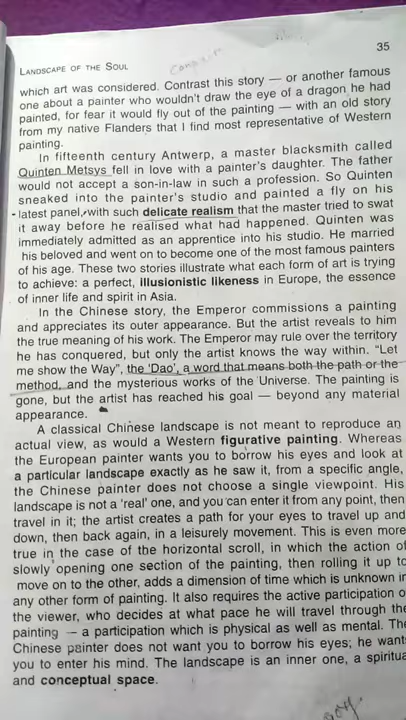 35
LANDSCAPE OF THE SOUL
which art was considered. Contrast this story — or another famous
one about a painter who wouldn't draw the eye of a dragon he had
painted, for fear it would fly out of the painting — with an old story
from my native Flanders that I find most representative of Western
painting.
In fifteenth century Antwerp, a master blacksmith called
Quinten Metsys fell in love with a painter's daughter. The father
would not accept a son-in-law in such a profession. So Quinten
sneaked into the painter's studio and painted a fly on his
latest panel, with such delicate realism that the master tried to swat
it away before he realised what had happened. Quinten was
immediately admitted as an apprentice into his studio. He married
his beloved and went on to become one of the most famous painters
of his age. These two stories illustrate what each form of art is trying
to achieve: a perfect, illusionistic likeness in Europe, the essence
of inner life and spirit in Asia.
In the Chinese story, the Emperor commissions a painting
and appreciates its outer appearance. But the artist reveals to him
the true meaning of his work. The Emperor may rule over the territory
he has conquered, but only the artist knows the way within. "Let
me show the Way", the 'Dao', a word that means both the path or the
method, and the mysterious works of the Universe. The painting is
gone, but the artist has reached his goal — beyond any material
appearance.
A classical Chinese landscape is not meant to reproduce an
actual view, as would a Western figurative painting. Whereas
the European painter wants you to borrow his eyes and look at
a particular landscape exactly as he saw it, from a specific angle,
the Chinese painter does not choose a single viewpoint. His
landscape is not a 'real' one, and you can enter it from any point, then
travel in it; the artist creates a path for your eyes to travel up and
down, then back again, in a leisurely movement. This is even more
true in the case of the horizontal scroll, in which the action of
slowly opening one section of the painting, then rolling it up to
move on to the other, adds a dimension of time which is unknown in
any other form of painting. It also requires the active participation o
the viewer, who decides at what pace he will travel through the
painting — a participation which is physical as well as mental. The
Chinese painter does not want you to borrow his eyes; he want
you to enter his mind. The landscape is an inner one, a spiritua
and conceptual space.